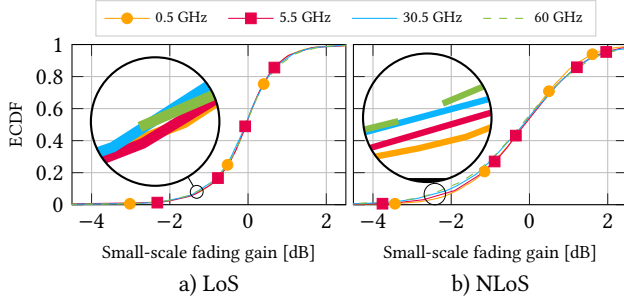 0.5 GHz 5.5 GHz 30.5 GHz 60 GHz
ECDF
1
0.8
0.6
0.4
0.2
0
−4 −2 0 2
Small-scale fading gain [dB]
a) LoS
−4 −2 0 2
Small-scale fading gain [dB]
b) NLoS